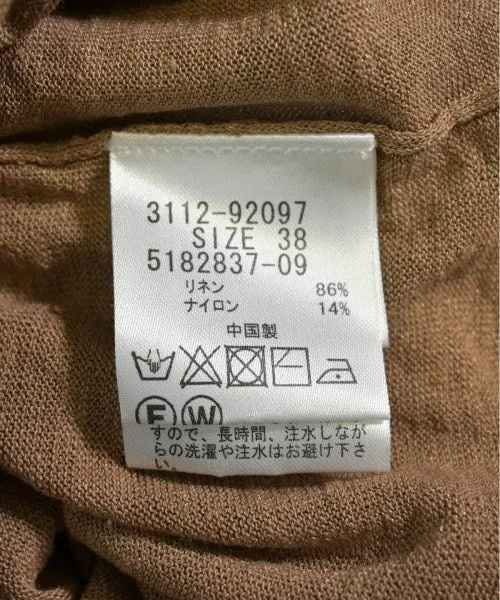 3112-92097
SIZE 38
5182837-09
リネン 86%
ナイロン 14%
中国製
F W
すので、長時間、注水しなが
らの洗濯や注水はお避け下さ
い。